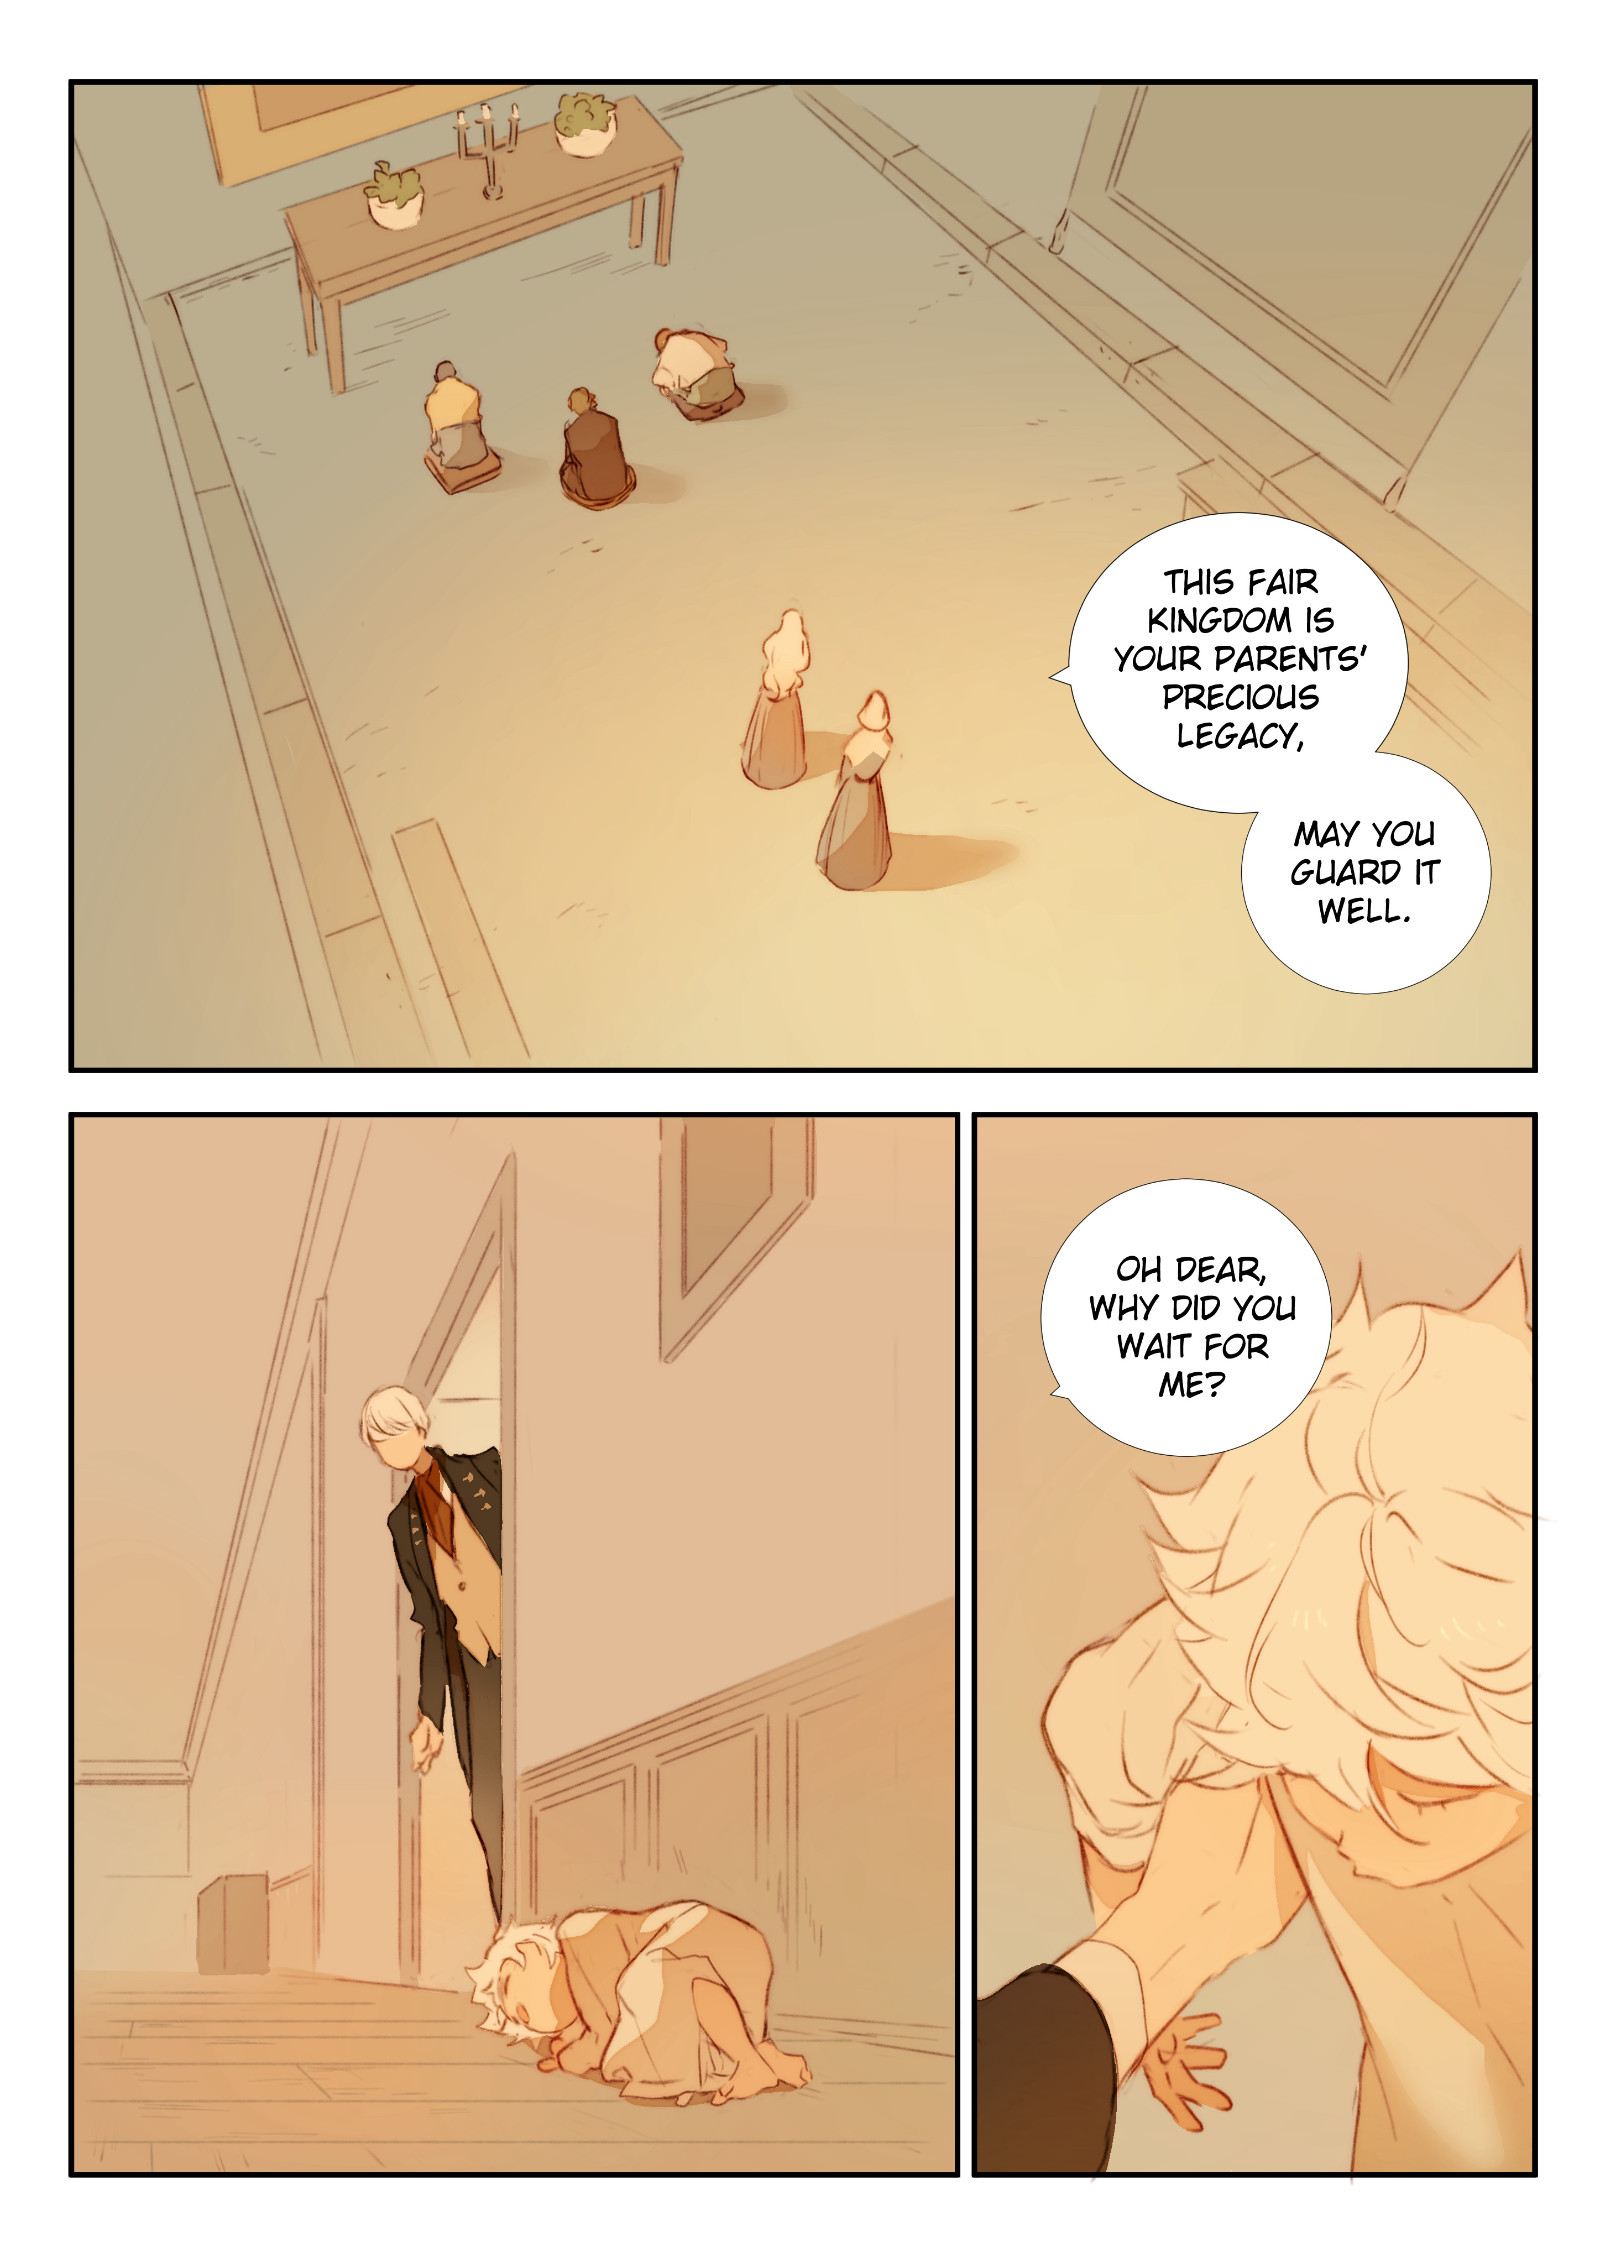 THIS FAIR
KINGDOM IS
YOUR PARENTS'
PRECIOUS
LEGACY,
MAY YOU
GUARD IT
WELL.
OH DEAR,
WHY DID YOU
WAIT FOR
ME?